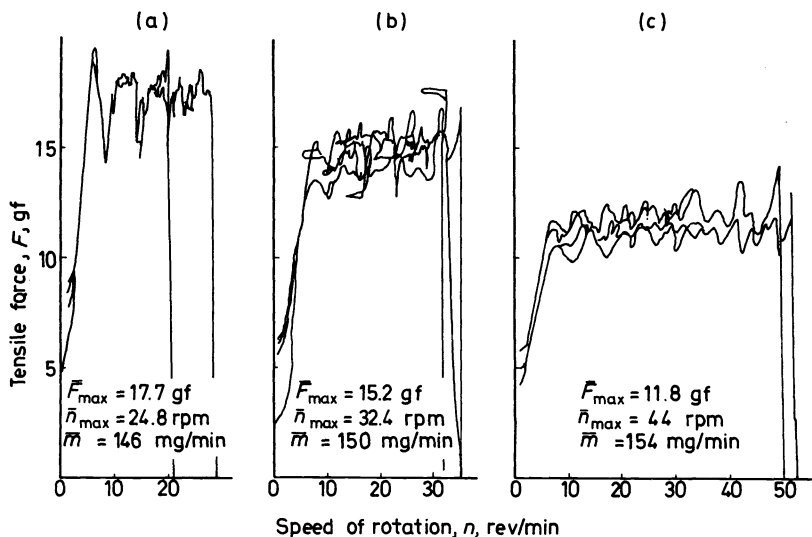 (a)
(b)
(c)
Tensile force, F, gf
15
10
5
F̄max = 17.7 gf
n̄max = 24.8 rpm
m̄ = 146 mg/min
F̄max = 15.2 gf
n̄max = 32.4 rpm
m̄ = 150 mg/min
F̄max = 11.8 gf
n̄max = 44 rpm
m̄ = 154 mg/min
0 10 20
0 10 20 30
0 10 20 30 40 50
Speed of rotation, n, rev/min